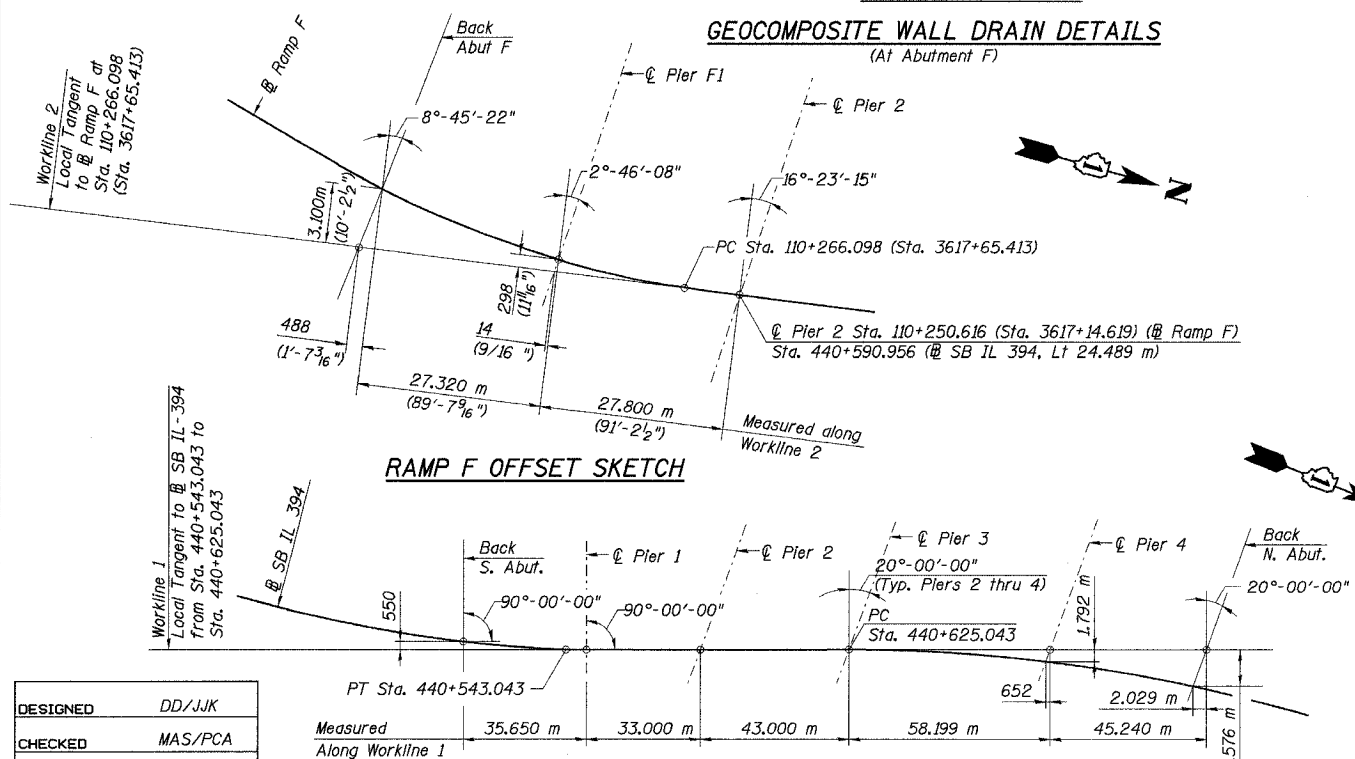 GEOCOMPOSITE WALL DRAIN DETAILS
(At Abutment F)
℄ Ramp F
Back
Abut F
℄ Pier F1
℄ Pier 2
Workline 2
Local Tangent
to ℄ Ramp F at
Sta. 110+266.098
(Sta. 3617+65.413)
8°-45'-22"
2°-46'-08"
16°-23'-15"
N
3.100m
(10'-2½")
PC Sta. 110+266.098 (Sta. 3617+65.413)
298
(11 11/16")
488
(1'-7 3/16")
14
(9/16 ")
℄ Pier 2 Sta. 110+250.616 (Sta. 3617+14.619) (℄ Ramp F)
Sta. 440+590.956 (℄ SB IL 394, Lt 24.489 m)
27.320 m
(89'-7 9/16")
27.800 m
(91'-2½")
Measured along
Workline 2
RAMP F OFFSET SKETCH
Workline 1
Local Tangent to ℄ SB IL-394
from Sta. 440+543.043 to
Sta. 440+625.043
℄ SB IL 394
Back
S. Abut.
℄ Pier 1
℄ Pier 2
℄ Pier 3
℄ Pier 4
Back
N. Abut.
90°-00'-00"
90°-00'-00"
20°-00'-00"
(Typ. Piers 2 thru 4)
20°-00'-00"
550
PC
Sta. 440+625.043
1.792 m
PT Sta. 440+543.043
652
2.029 m
.576 m
Measured
Along Workline 1
35.650 m
33.000 m
43.000 m
58.199 m
45.240 m
DESIGNED DD/JJK
CHECKED MAS/PCA